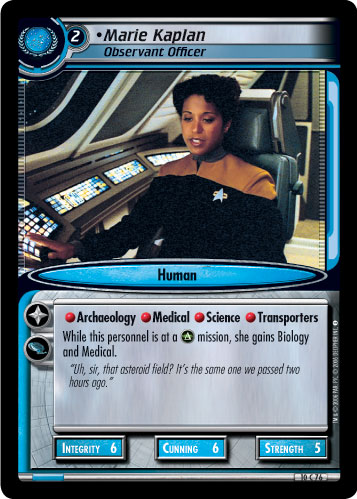 2
•Marie Kaplan
Observant Officer
Human
Archaeology Medical Science Transporters
While this personnel is at a A mission, she gains Biology
and Medical.
"Uh, sir, that asteroid field? It's the same one we passed two
hours ago."
INTEGRITY 6 CUNNING 6 STRENGTH 5
10 C 76